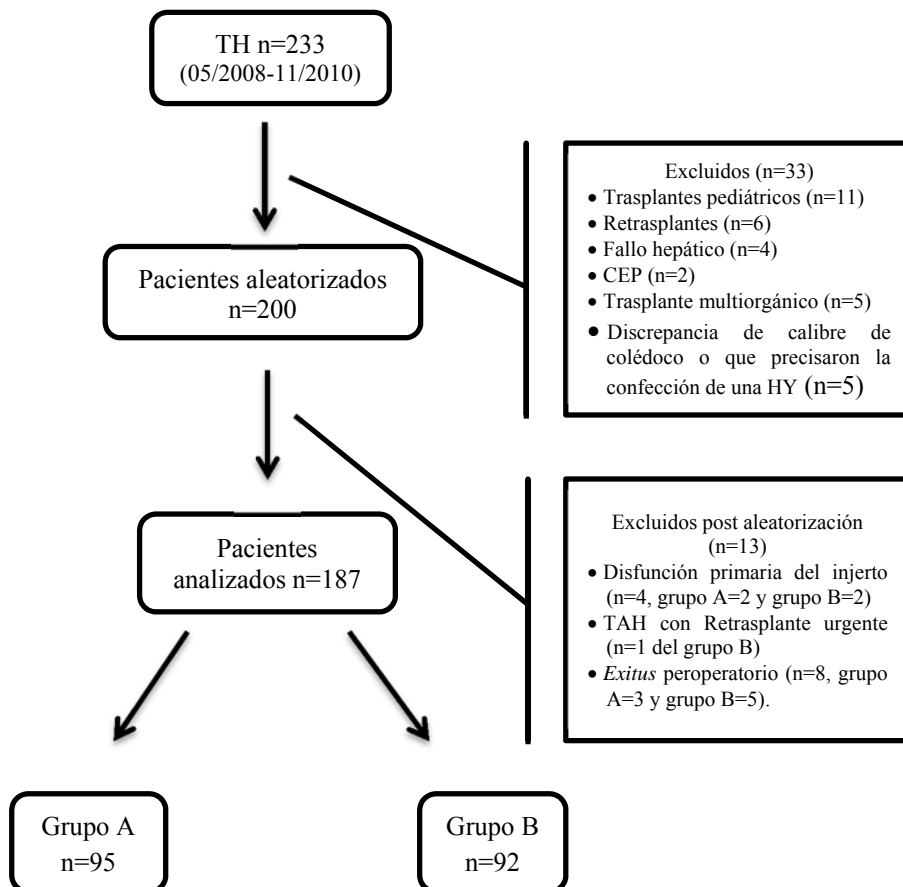 TH n=233
(05/2008-11/2010)
Excluidos (n=33)
• Trasplantes pediátricos (n=11)
• Retrasplantes (n=6)
• Fallo hepático (n=4)
• CEP (n=2)
• Trasplante multiorgánico (n=5)
• Discrepancia de calibre de
colédoco o que precisaron la
confección de una HY (n=5)
Pacientes aleatorizados
n=200
Excluidos post aleatorización
(n=13)
• Disfunción primaria del injerto
(n=4, grupo A=2 y grupo B=2)
• TAH con Retrasplante urgente
(n=1 del grupo B)
• Exitus peroperatorio (n=8, grupo
A=3 y grupo B=5).
Pacientes
analizados n=187
Grupo A
n=95
Grupo B
n=92